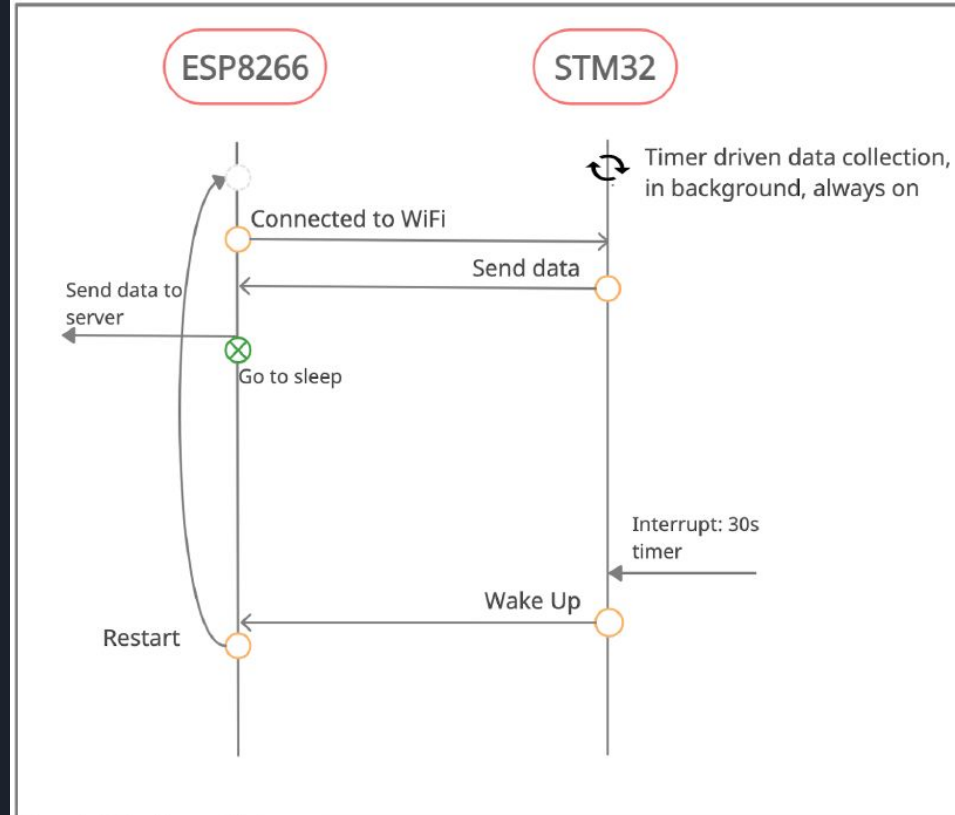 ESP8266
STM32
Timer driven data collection,
in background, always on
Connected to WiFi
Send data
Send data to
server
Go to sleep
Interrupt: 30s
timer
Wake Up
Restart